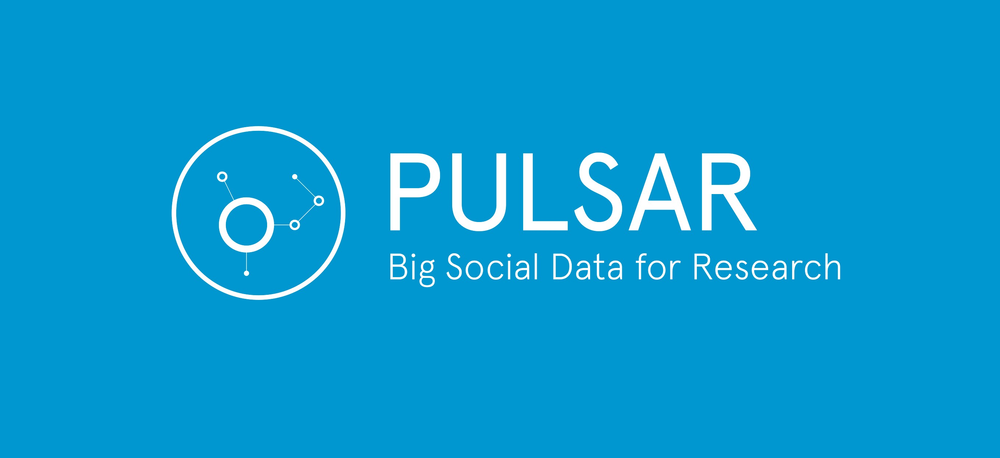 PULSAR
Big Social Data for Research